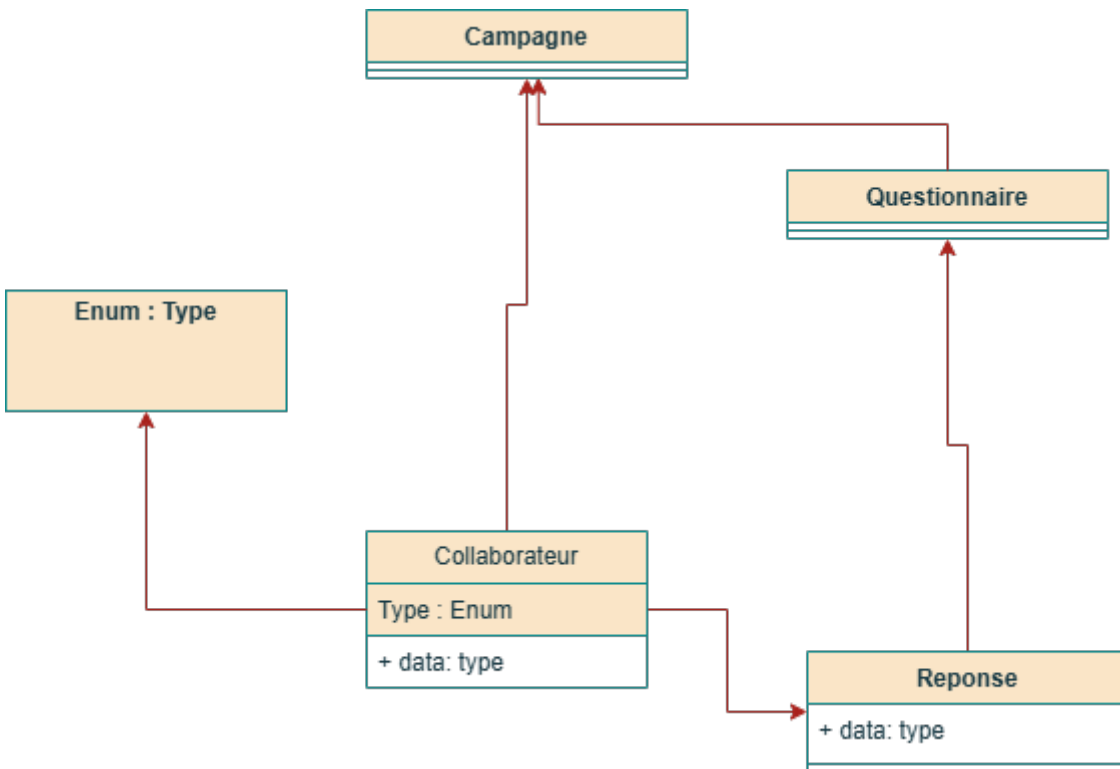 Campagne
Questionnaire
Enum : Type
Collaborateur
Type : Enum
+ data: type
Reponse
+ data: type